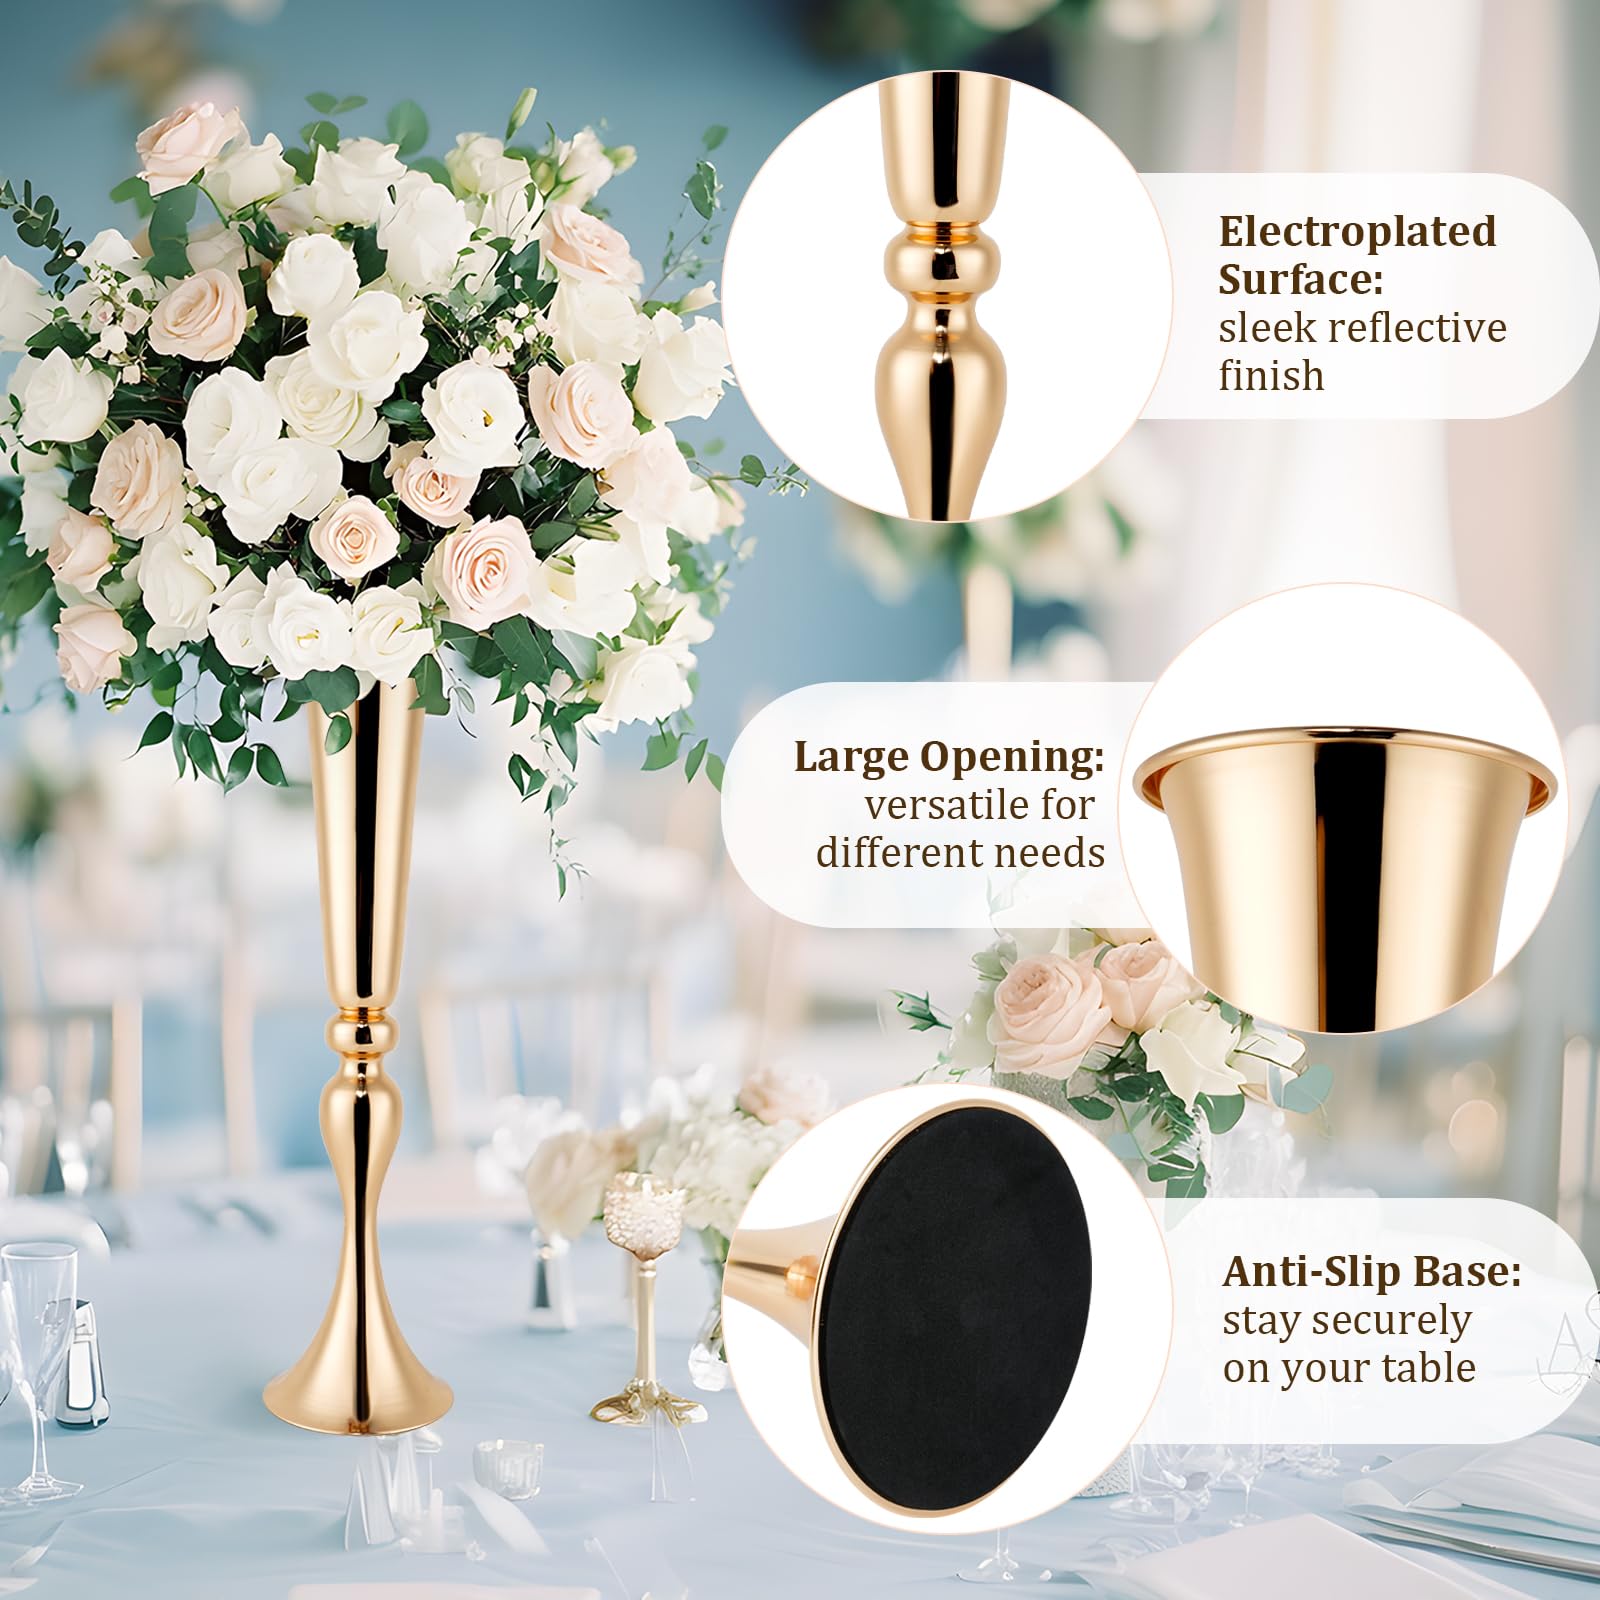 Electroplated
Surface:
sleek reflective
finish
Large Opening:
versatile for
different needs
Anti-Slip Base:
stay securely
on your table